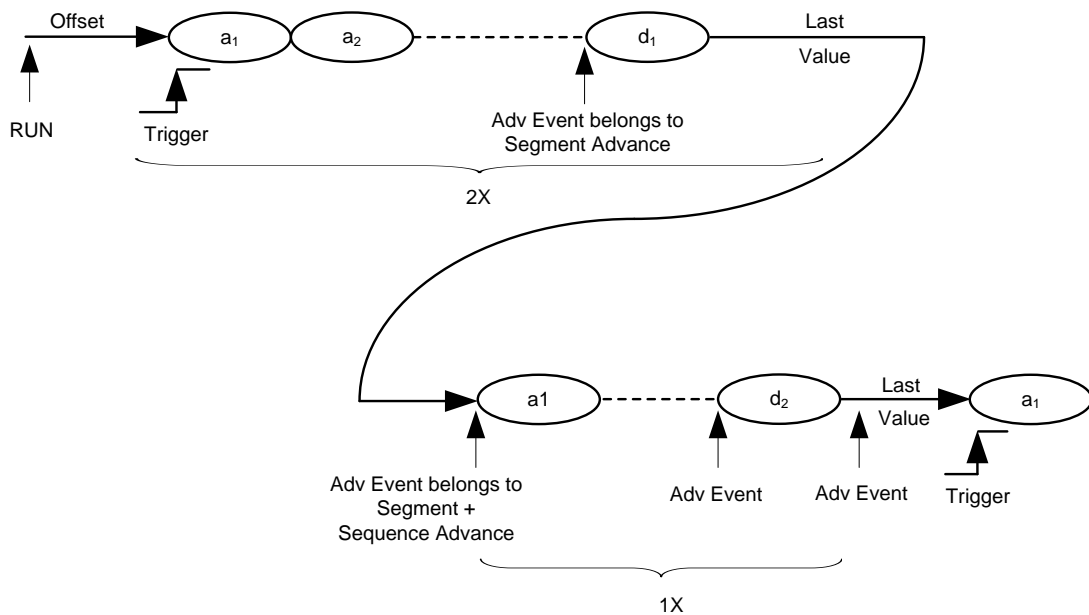 Offset
a₁
a₂
d₁
Last
Value
RUN
Trigger
Adv Event belongs to
Segment Advance
2X
a1
d₂
Last
Value
a₁
Adv Event belongs to
Segment +
Sequence Advance
Adv Event
Adv Event
Trigger
1X